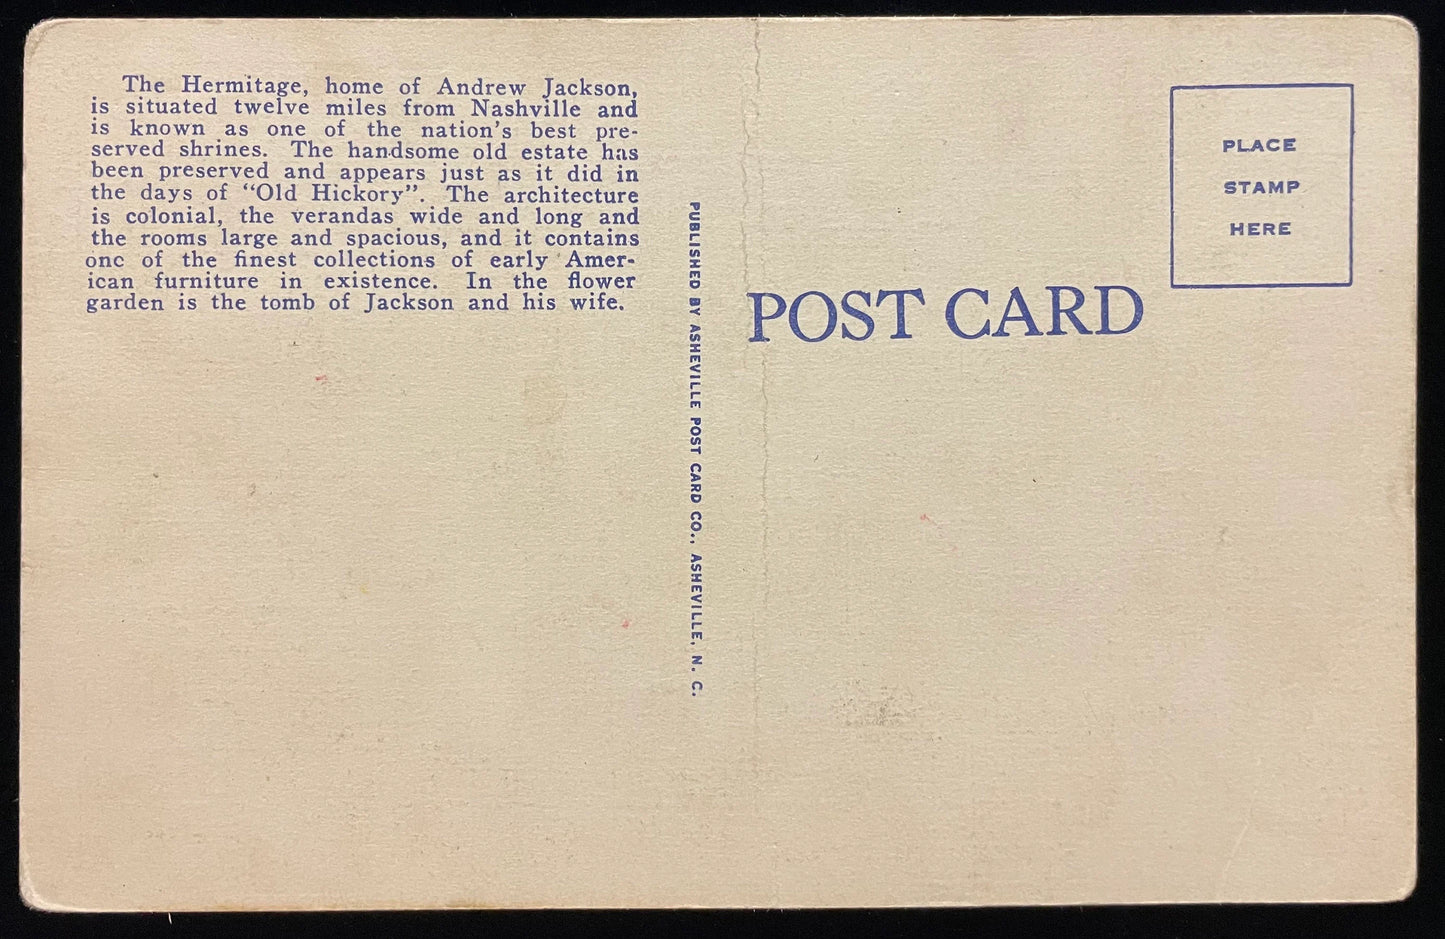 The Hermitage, home of Andrew Jackson,
is situated twelve miles from Nashville and
is known as one of the nation's best pre-
served shrines. The handsome old estate has
been preserved and appears just as it did in
the days of "Old Hickory". The architecture
is colonial, the verandas wide and long and
the rooms large and spacious, and it contains
one of the finest collections of early Amer-
ican furniture in existence. In the flower
garden is the tomb of Jackson and his wife.
PUBLISHED BY ASHEVILLE POST CARD CO., ASHEVILLE, N. C.
POST CARD
PLACE
STAMP
HERE